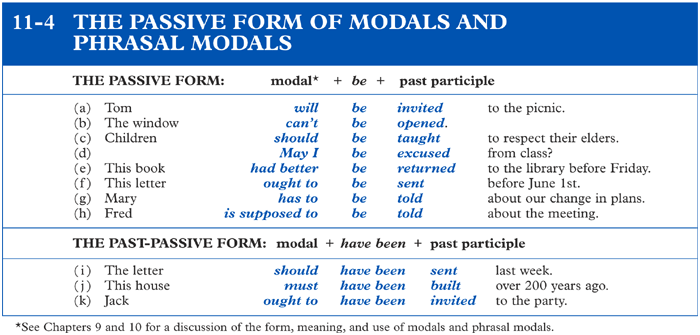 11-4 THE PASSIVE FORM OF MODALS AND
PHRASAL MODALS
THE PASSIVE FORM: modal* + be + past participle
(a) Tom will be invited to the picnic.
(b) The window can't be opened.
(c) Children should be taught to respect their elders.
(d) May I be excused from class?
(e) This book had better be returned to the library before Friday.
(f) This letter ought to be sent before June 1st.
(g) Mary has to be told about our change in plans.
(h) Fred is supposed to be told about the meeting.
THE PAST-PASSIVE FORM: modal + have been + past participle
(i) The letter should have been sent last week.
(j) This house must have been built over 200 years ago.
(k) Jack ought to have been invited to the party.
*See Chapters 9 and 10 for a discussion of the form, meaning, and use of modals and phrasal modals.